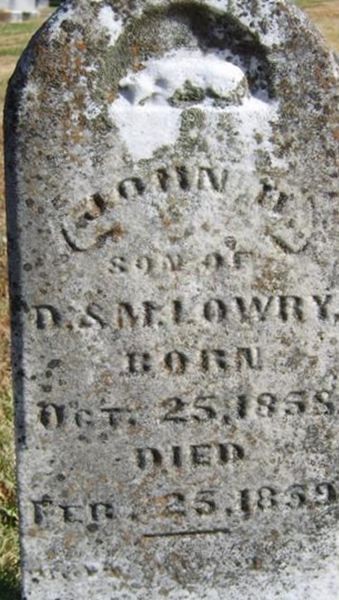 JOHN H.
SON OF
D. & M. LOWRY,
BORN
OCT. 25, 1858
DIED
FEB. 25, 1859